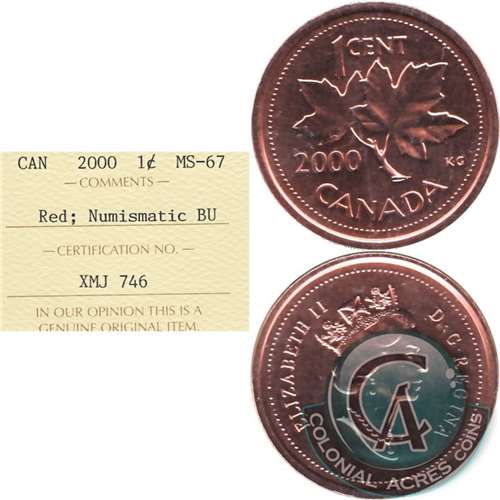 CAN 2000 1¢ MS-67
COMMENTS
Red; Numismatic BU
CERTIFICATION NO.
XMJ 746
IN OUR OPINION THIS IS A
GENUINE ORIGINAL ITEM.
1 CENT
2000 KG
CANADA
ELIZABETH II D·G·REGINA
CA
COLONIAL ACRES COINS